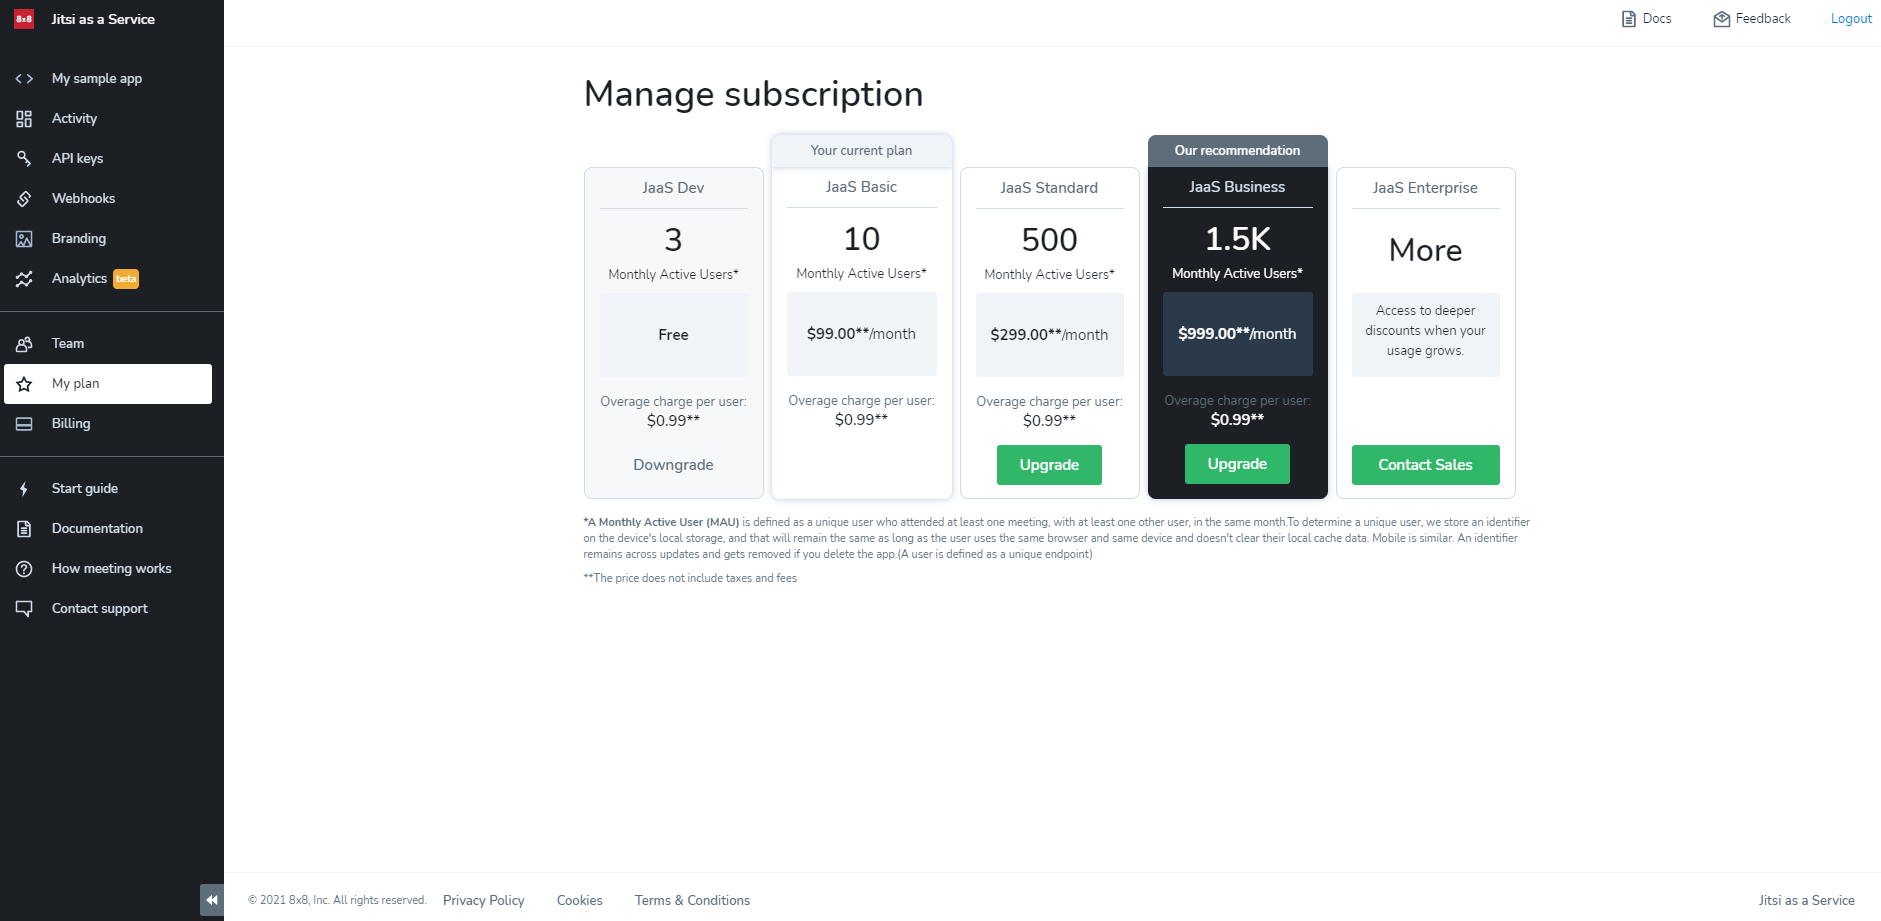 8x8
Jitsi as a Service
Docs
Feedback
Logout
My sample app
Activity
API keys
Webhooks
Branding
Analytics beta
Team
My plan
Billing
Start guide
Documentation
How meeting works
Contact support
Manage subscription
JaaS Dev
3
Monthly Active Users*
Free
Overage charge per user:
$0.99**
Downgrade
Your current plan
JaaS Basic
10
Monthly Active Users*
$99.00**/month
Overage charge per user:
$0.99**
JaaS Standard
500
Monthly Active Users*
$299.00**/month
Overage charge per user:
$0.99**
Upgrade
Our recommendation
JaaS Business
1.5K
Monthly Active Users*
$999.00**/month
Overage charge per user:
$0.99**
Upgrade
JaaS Enterprise
More
Access to deeper
discounts when your
usage grows.
Contact Sales
*A Monthly Active User (MAU) is defined as a unique user who attended at least one meeting, with at least one other user, in the same month.To determine a unique user, we store an identifier
on the device's local storage, and that will remain the same as long as the user uses the same browser and same device and doesn't clear their local cache data. Mobile is similar. An identifier
remains across updates and gets removed if you delete the app.(A user is defined as a unique endpoint)
**The price does not include taxes and fees
© 2021 8x8, Inc. All rights reserved.
Privacy Policy
Cookies
Terms & Conditions
Jitsi as a Service